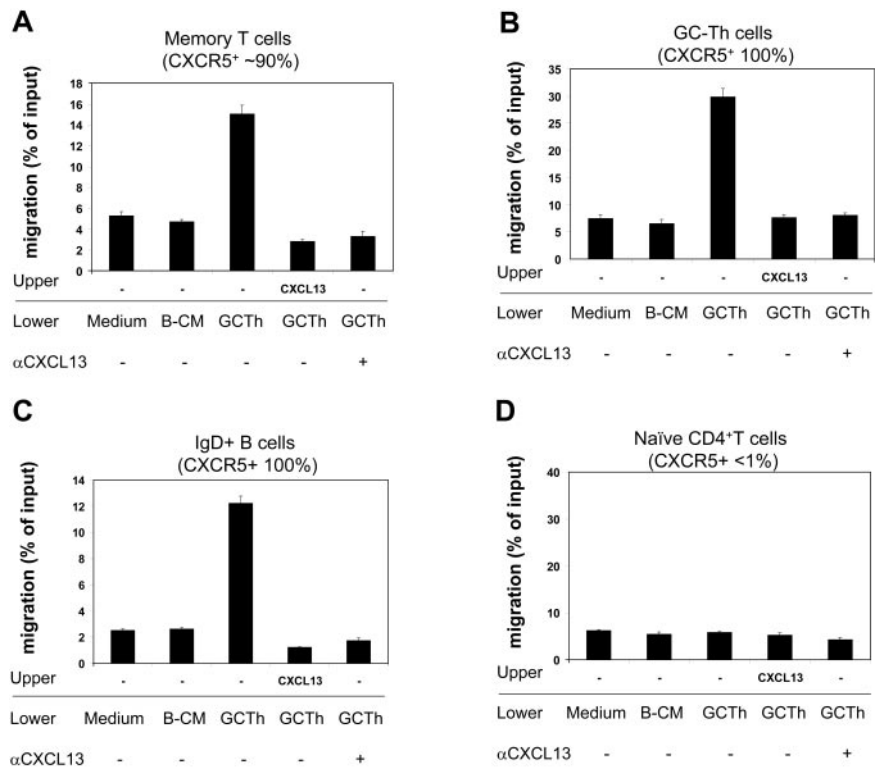 A
Memory T cells
(CXCR5+ ~90%)
migration (% of input)
18
16
14
12
10
8
6
4
2
0
Upper - - - CXCL13 -
Lower Medium B-CM GCTh GCTh GCTh
αCXCL13 - - - - +
B
GC-Th cells
(CXCR5+ 100%)
migration (% of input)
35
30
25
20
15
10
5
0
Upper - - - CXCL13 -
Lower Medium B-CM GCTh GCTh GCTh
αCXCL13 - - - - +
C
IgD+ B cells
(CXCR5+ 100%)
migration (% of input)
14
12
10
8
6
4
2
0
Upper - - - CXCL13 -
Lower Medium B-CM GCTh GCTh GCTh
αCXCL13 - - - - +
D
Naïve CD4+T cells
(CXCR5+ <1%)
migration (% of input)
40
30
20
10
0
Upper - - - CXCL13 -
Lower Medium B-CM GCTh GCTh GCTh
αCXCL13 - - - - +